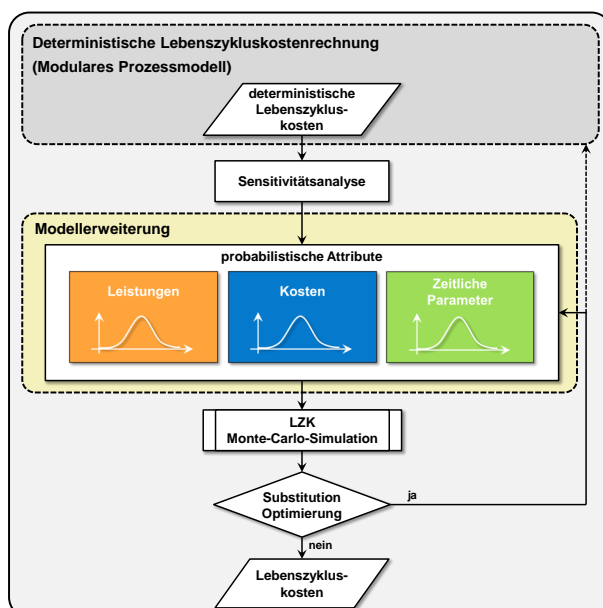 Deterministische Lebenszykluskostenrechnung
(Modulares Prozessmodell)
deterministische
Lebenszyklus-
kosten
Sensitivitätsanalyse
Modellerweiterung
probabilistische Attribute
Leistungen
Kosten
Zeitliche
Parameter
LZK
Monte-Carlo-Simulation
Substitution
Optimierung
ja
nein
Lebenszyklus-
kosten